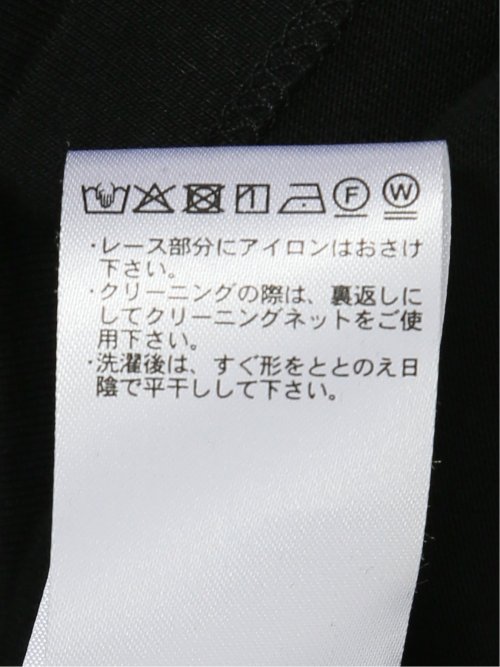 F W
・レース部分にアイロンはおさけ
下さい。
・クリーニングの際は、裏返しに
してクリーニングネットをご使
用下さい。
・洗濯後は、すぐ形をととのえ日
陰で平干しして下さい。